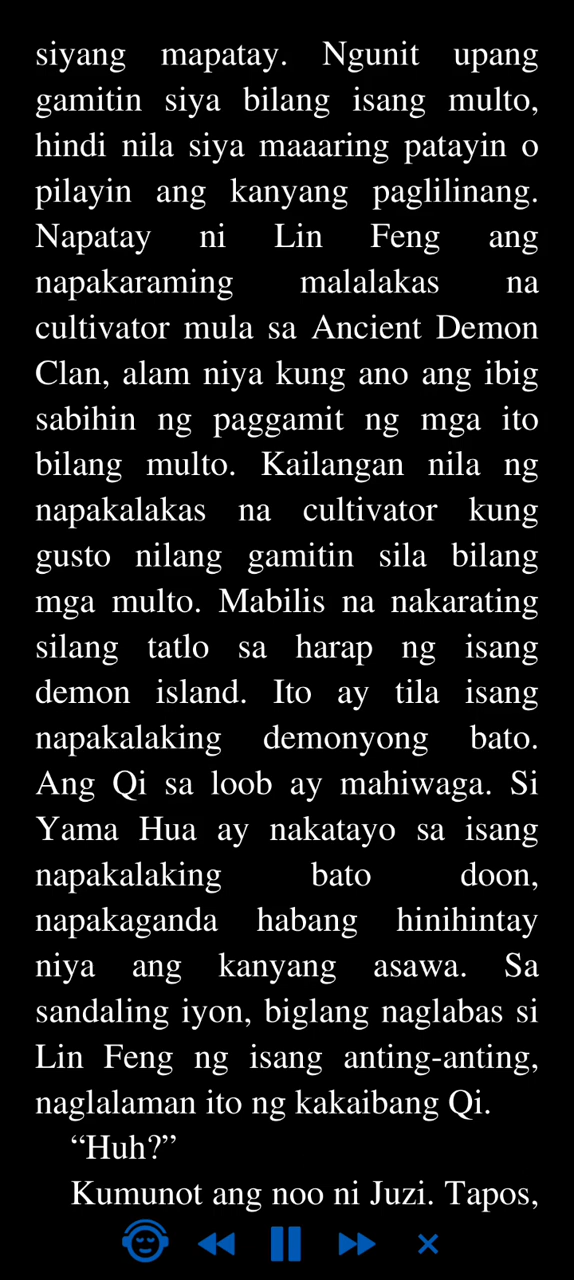 siyang mapatay. Ngunit upang
gamitin siya bilang isang multo,
hindi nila siya maaaring patayin o
pilayin ang kanyang paglilinang.
Napatay ni Lin Feng ang
napakaraming malalakas na
cultivator mula sa Ancient Demon
Clan, alam niya kung ano ang ibig
sabihin ng paggamit ng mga ito
bilang multo. Kailangan nila ng
napakalakas na cultivator kung
gusto nilang gamitin sila bilang
mga multo. Mabilis na nakarating
silang tatlo sa harap ng isang
demon island. Ito ay tila isang
napakalaking demonyong bato.
Ang Qi sa loob ay mahiwaga. Si
Yama Hua ay nakatayo sa isang
napakalaking bato doon,
napakaganda habang hinihintay
niya ang kanyang asawa. Sa
sandaling iyon, biglang naglabas si
Lin Feng ng isang anting-anting,
naglalaman ito ng kakaibang Qi.
“Huh?”
Kumunot ang noo ni Juzi. Tapos,